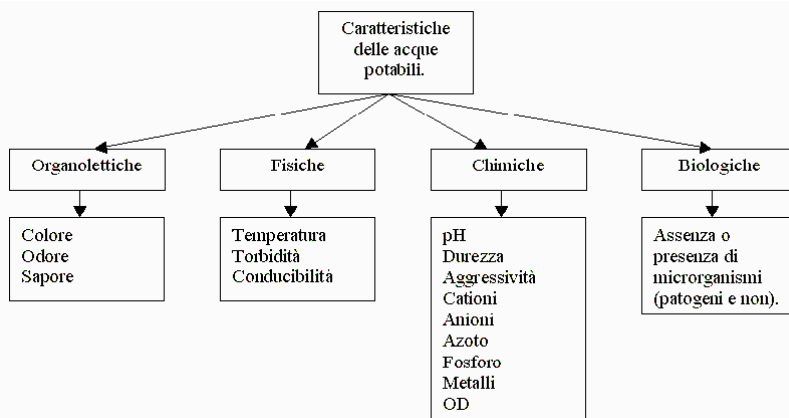 Caratteristiche
delle acque
potabili.
Organolettiche
Fisiche
Chimiche
Biologiche
Colore
Odore
Sapore
Temperatura
Torbidità
Conducibilità
pH
Durezza
Aggressività
Cationi
Anioni
Azoto
Fosforo
Metalli
OD
Assenza o
presenza di
microrganismi
(patogeni e non).